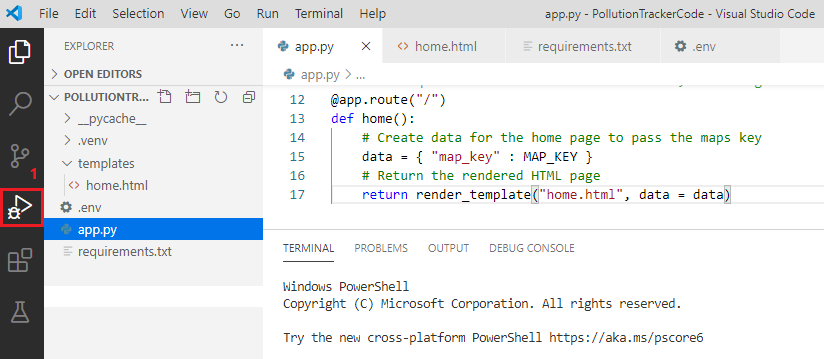 File Edit Selection View Go Run Terminal Help app.py - PollutionTrackerCode - Visual Studio Code
EXPLORER ...
OPEN EDITORS
POLLUTIONTR...
__pycache__
.venv
templates
<> home.html
.env
app.py
requirements.txt
1
app.py <> home.html requirements.txt .env
app.py > ...
12 @app.route("/")
13 def home():
14 # Create data for the home page to pass the maps key
15 data = { "map_key" : MAP_KEY }
16 # Return the rendered HTML page
17 return render_template("home.html", data = data)
TERMINAL PROBLEMS OUTPUT DEBUG CONSOLE
Windows PowerShell
Copyright (C) Microsoft Corporation. All rights reserved.
Try the new cross-platform PowerShell https://aka.ms/pscore6